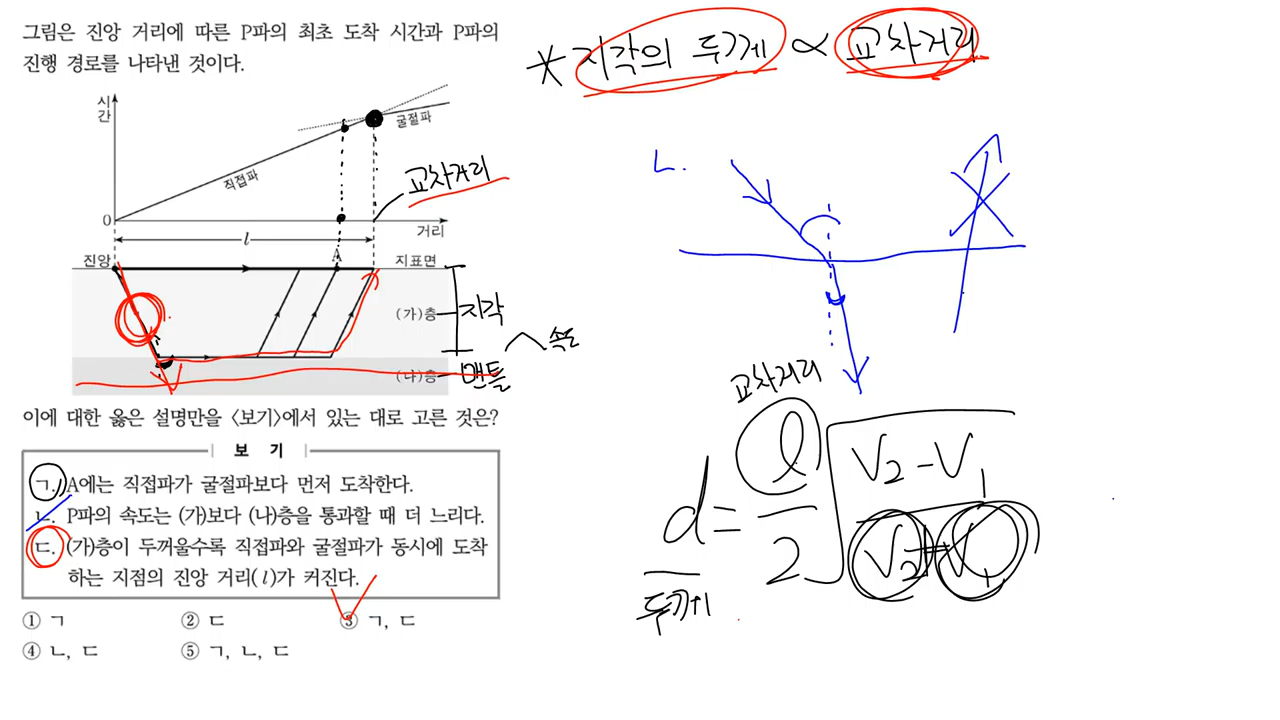 그림은 진앙 거리에 따른 P파의 최초 도착 시간과 P파의
진행 경로를 나타낸 것이다.
시간
직접파
굴절파
교차거리
0
거리
l
진앙
A
지표면
(가)층
지각
속도
(나)층
맨틀
이에 대한 옳은 설명만을 〈보기〉에서 있는 대로 고른 것은?
보 기
ㄱ. A에는 직접파가 굴절파보다 먼저 도착한다.
ㄴ. P파의 속도는 (가)보다 (나)층을 통과할 때 더 느리다.
ㄷ. (가)층이 두꺼울수록 직접파와 굴절파가 동시에 도착
하는 지점의 진앙 거리(l)가 커진다.
① ㄱ
② ㄷ
③ ㄱ, ㄷ
④ ㄴ, ㄷ
⑤ ㄱ, ㄴ, ㄷ
* 지각의 두께 ∝ 교차거리
ㄴ.
교차거리
d = l/2 √(V2-V1 / V2+V1)
두께